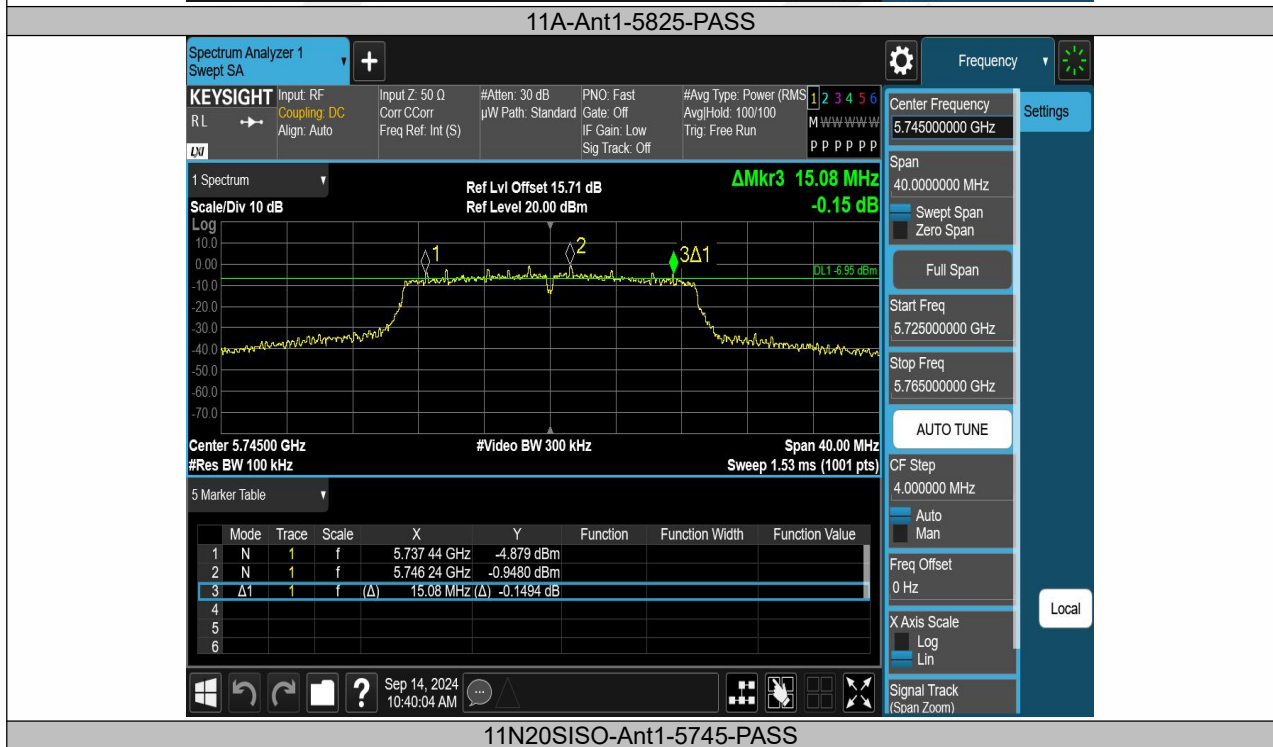 11A-Ant1-5825-PASS
Spectrum Analyzer 1
Swept SA
+
Frequency
KEYSIGHT
RL
LXI
Input: RF
Coupling: DC
Align: Auto
Input Z: 50 Ω
Corr CCorr
Freq Ref: Int (S)
#Atten: 30 dB
µW Path: Standard
PNO: Fast
Gate: Off
IF Gain: Low
Sig Track: Off
#Avg Type: Power (RMS
Avg|Hold: 100/100
Trig: Free Run
1 2 3 4 5 6
M W W W W W
P P P P P P
1 Spectrum
Scale/Div 10 dB
Ref Lvl Offset 15.71 dB
Ref Level 20.00 dBm
ΔMkr3 15.08 MHz
-0.15 dB
Log
10.0
0.00
-10.0
-20.0
-30.0
-40.0
-50.0
-60.0
-70.0
1
2
3Δ1
DL1 -6.95 dBm
Center 5.74500 GHz
#Video BW 300 kHz
Span 40.00 MHz
#Res BW 100 kHz
Sweep 1.53 ms (1001 pts)
5 Marker Table
Mode Trace Scale X Y Function Function Width Function Value
1 N 1 f 5.737 44 GHz -4.879 dBm
2 N 1 f 5.746 24 GHz -0.9480 dBm
3 Δ1 1 f (Δ) 15.08 MHz (Δ) -0.1494 dB
4
5
6
Center Frequency
5.745000000 GHz
Settings
Span
40.0000000 MHz
Swept Span
Zero Span
Full Span
Start Freq
5.725000000 GHz
Stop Freq
5.765000000 GHz
AUTO TUNE
CF Step
4.000000 MHz
Auto
Man
Freq Offset
0 Hz
X Axis Scale
Log
Lin
Local
Signal Track
(Span Zoom)
?
Sep 14, 2024
10:40:04 AM
11N20SISO-Ant1-5745-PASS